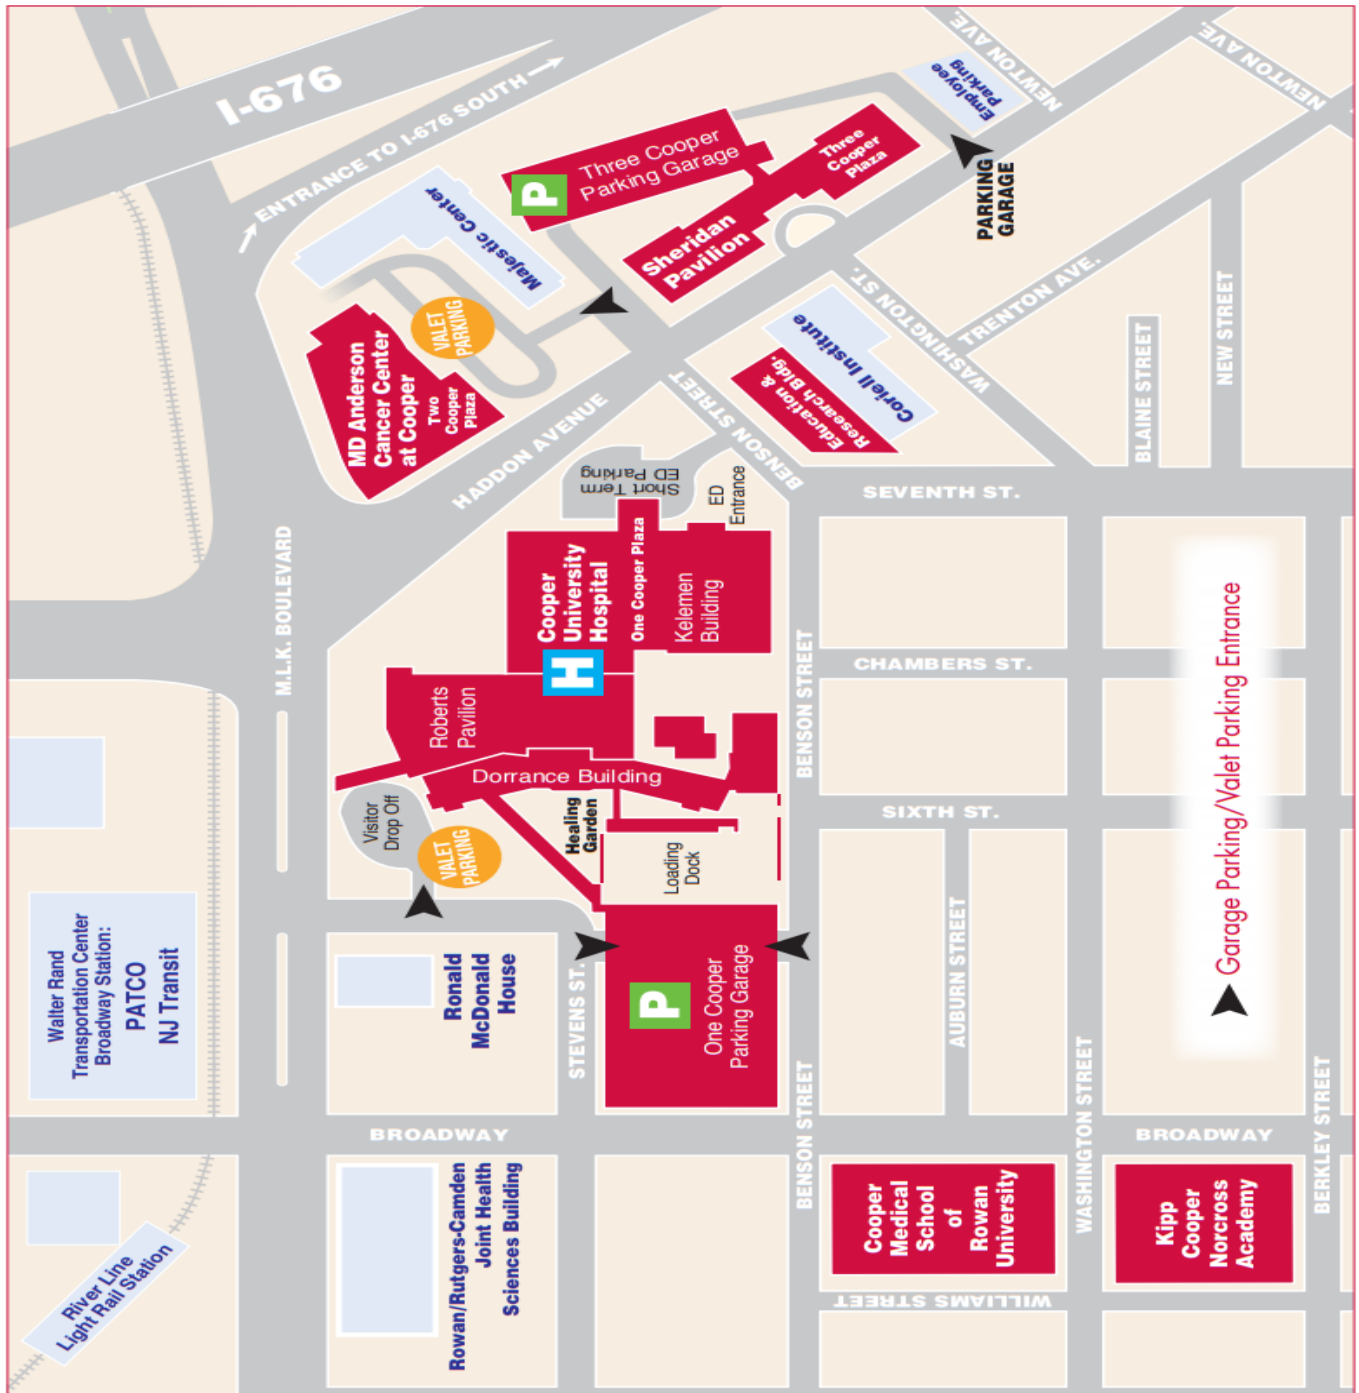 I-676
ENTRANCE TO I-676 SOUTH
NEWTON AVE.
NEWTON AVE.
Employee
Parking
PARKING
GARAGE
P
Three Cooper
Parking Garage
Three
Cooper
Plaza
Sheridan
Pavilion
Majestic Center
VALET
PARKING
MD Anderson
Cancer Center
at Cooper
Two
Cooper
Plaza
HADDON AVENUE
BENSON STREET
Coriell Institute
Education &
Research Bldg.
WASHINGTON ST.
TRENTON AVE.
BLAINE STREET
NEW STREET
SEVENTH ST.
Short Term
ED Parking
ED
Entrance
M.L.K. BOULEVARD
Cooper
University
Hospital
One Cooper Plaza
Kelemen
Building
H
Roberts
Pavilion
Dorrance Building
BENSON STREET
CHAMBERS ST.
SIXTH ST.
Visitor
Drop Off
VALET
PARKING
Healing
Garden
Loading
Dock
Garage Parking/Valet Parking Entrance
Walter Rand
Transportation Center
Broadway Station:
PATCO
NJ Transit
Ronald
McDonald
House
STEVENS ST.
P
One Cooper
Parking Garage
AUBURN STREET
BROADWAY
BENSON STREET
WASHINGTON STREET
BROADWAY
BERKLEY STREET
River Line
Light Rail Station
Rowan/Rutgers-Camden
Joint Health
Sciences Building
Cooper
Medical
School
of
Rowan
University
Kipp
Cooper
Norcross
Academy
WILLIAMS STREET